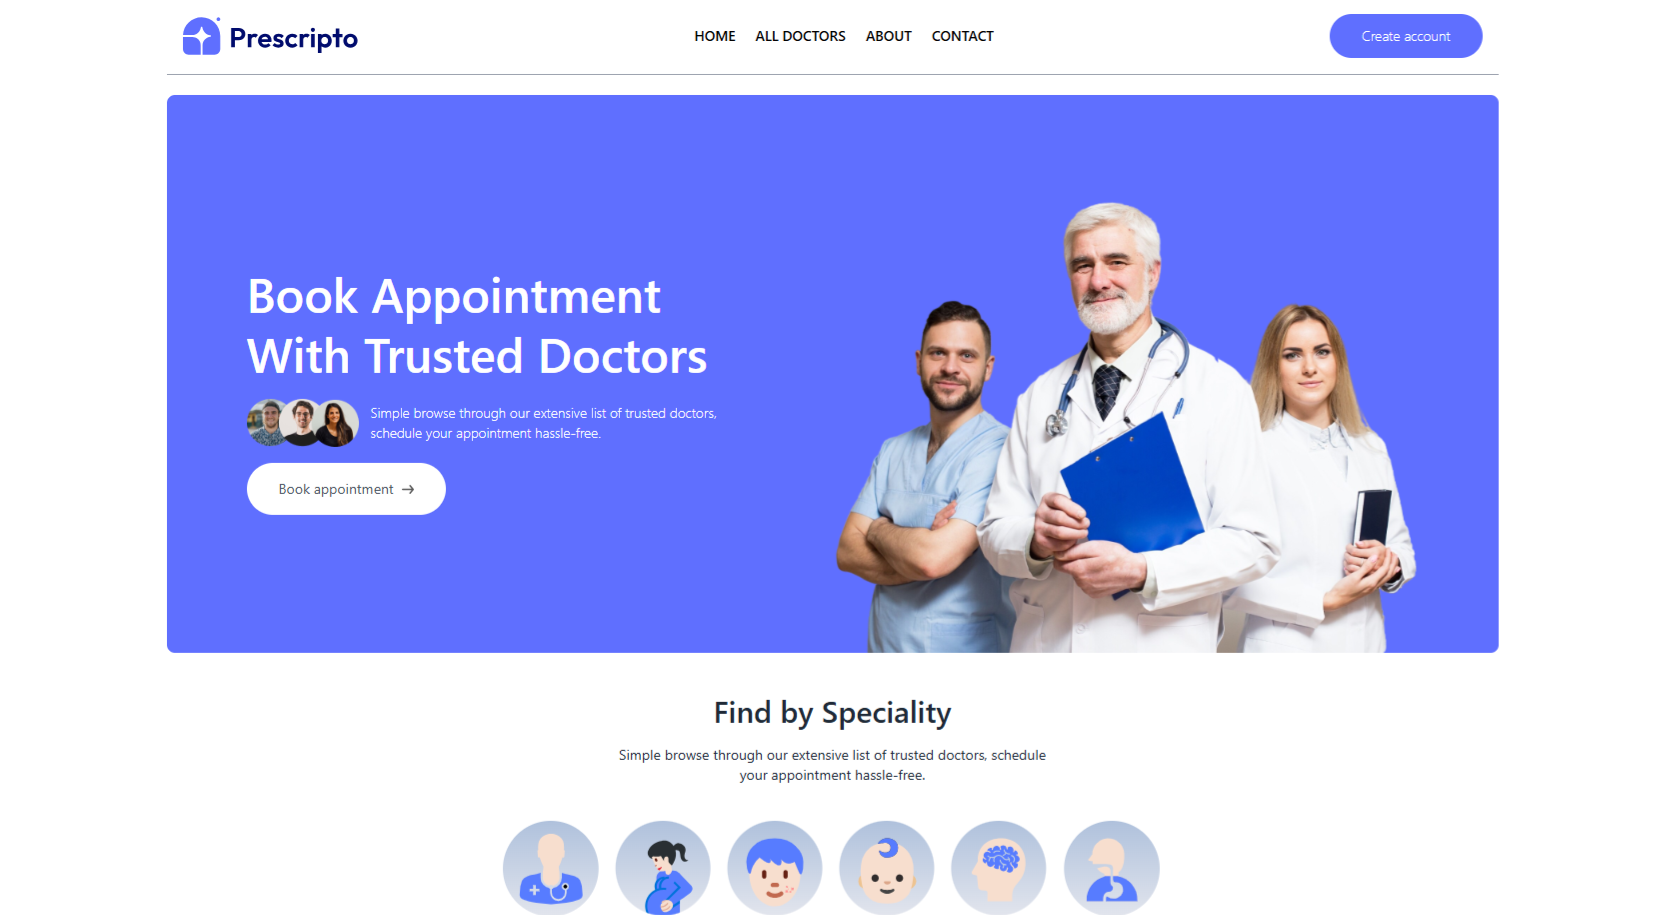 Prescripto
HOME ALL DOCTORS ABOUT CONTACT
Create account
Book Appointment
With Trusted Doctors
Simple browse through our extensive list of trusted doctors,
schedule your appointment hassle-free.
Book appointment →
Find by Speciality
Simple browse through our extensive list of trusted doctors, schedule
your appointment hassle-free.